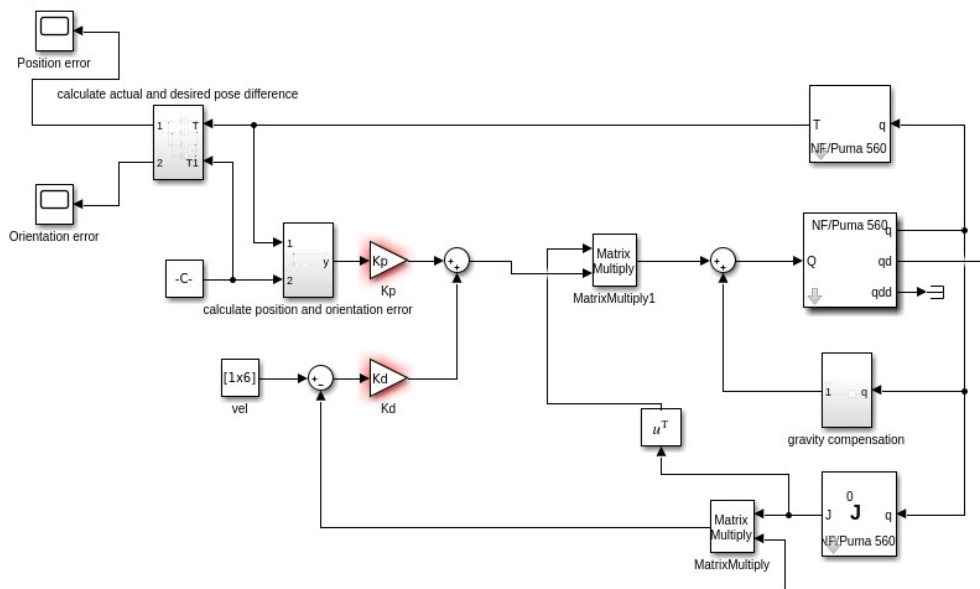 Position error
calculate actual and desired pose difference
1
T
2
T1
T
q
NF/Puma 560
Orientation error
1
2
y
-C-
calculate position and orientation error
Kp
Kp
+
+
Matrix
Multiply
MatrixMultiply1
+
+
NF/Puma 560
Q
q
qd
qdd
[1x6]
vel
+
−
Kd
Kd
1
q
gravity compensation
uT
0
J
J
q
NF/Puma 560
Matrix
Multiply
MatrixMultiply